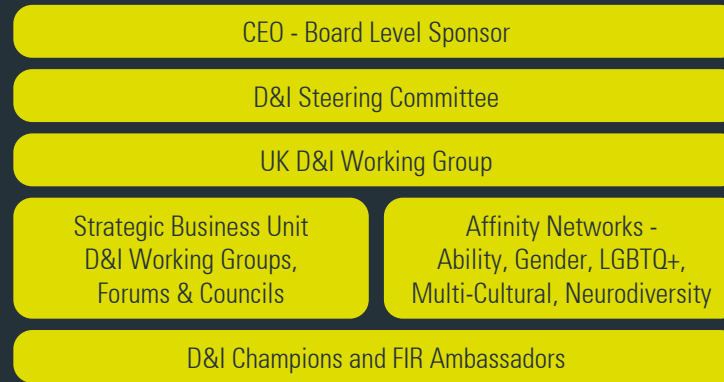 CEO - Board Level Sponsor
D&I Steering Committee
UK D&I Working Group
Strategic Business Unit
D&I Working Groups,
Forums & Councils
Affinity Networks -
Ability, Gender, LGBTQ+,
Multi-Cultural, Neurodiversity
D&I Champions and FIR Ambassadors